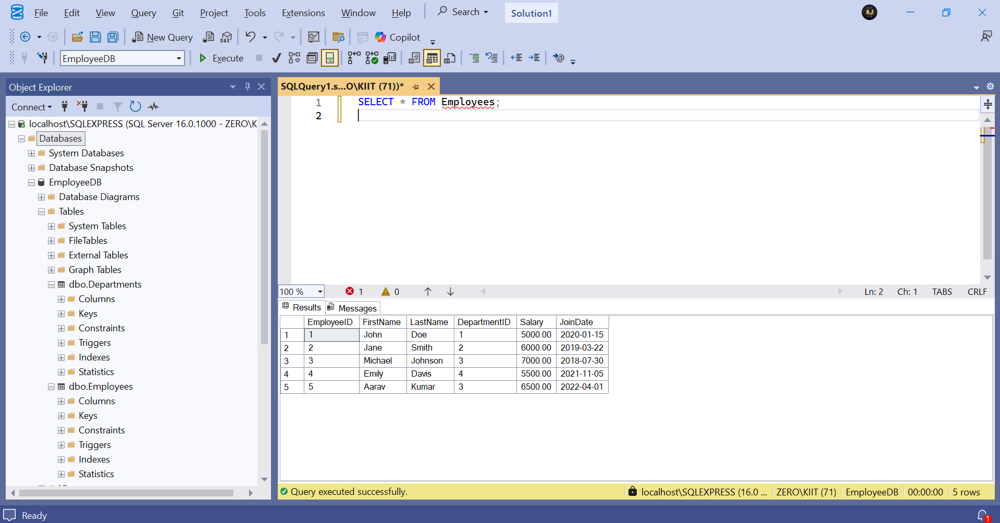 File Edit View Query Git Project Tools Extensions Window Help Search Solution1 AJ
New Query DAX Copilot
EmployeeDB Execute
Object Explorer
Connect
localhost\SQLEXPRESS (SQL Server 16.0.1000 - ZERO\K
Databases
System Databases
Database Snapshots
EmployeeDB
Database Diagrams
Tables
System Tables
FileTables
External Tables
Graph Tables
dbo.Departments
Columns
Keys
Constraints
Triggers
Indexes
Statistics
dbo.Employees
Columns
Keys
Constraints
Triggers
Indexes
Statistics
SQLQuery1.s...O\KIIT (71))*
1 SELECT * FROM Employees;
2
100 % 1 0 Ln: 2 Ch: 1 TABS CRLF
Results Messages
EmployeeID FirstName LastName DepartmentID Salary JoinDate
1 1 John Doe 1 5000.00 2020-01-15
2 2 Jane Smith 2 6000.00 2019-03-22
3 3 Michael Johnson 3 7000.00 2018-07-30
4 4 Emily Davis 4 5500.00 2021-11-05
5 5 Aarav Kumar 3 6500.00 2022-04-01
Query executed successfully. localhost\SQLEXPRESS (16.0 ... ZERO\KIIT (71) EmployeeDB 00:00:00 5 rows
Ready 1